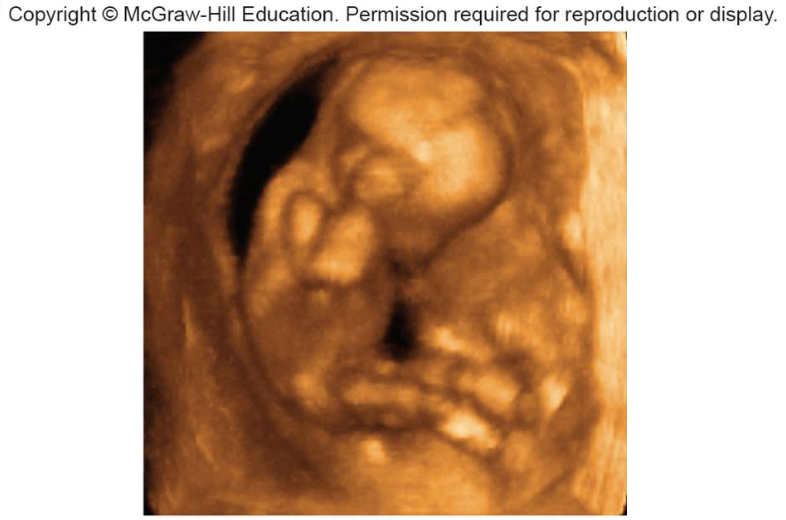 Copyright © McGraw-Hill Education. Permission required for reproduction or display.